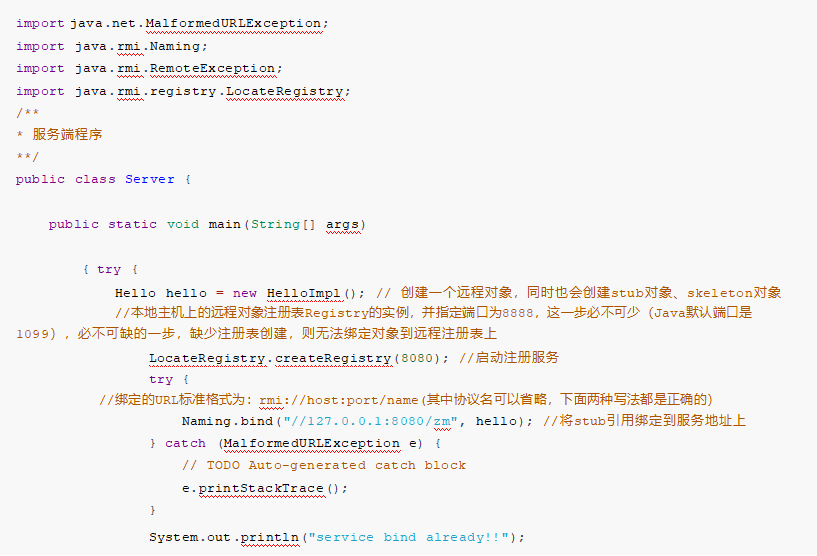 import java.net.MalformedURLException;
import java.rmi.Naming;
import java.rmi.RemoteException;
import java.rmi.registry.LocateRegistry;
/**
* 服务端程序
**/
public class Server {
public static void main(String[] args)
{ try {
Hello hello = new HelloImpl(); // 创建一个远程对象，同时也会创建stub对象、skeleton对象
//本地主机上的远程对象注册表Registry的实例，并指定端口为8888，这一步必不可少（Java默认端口是
1099），必不可缺的一步，缺少注册表创建，则无法绑定对象到远程注册表上
LocateRegistry.createRegistry(8080); //启动注册服务
try {
//绑定的URL标准格式为：rmi://host:port/name(其中协议名可以省略，下面两种写法都是正确的）
Naming.bind("//127.0.0.1:8080/zm", hello); //将stub引用绑定到服务地址上
} catch (MalformedURLException e) {
// TODO Auto-generated catch block
e.printStackTrace();
}
System.out.println("service bind already!!");